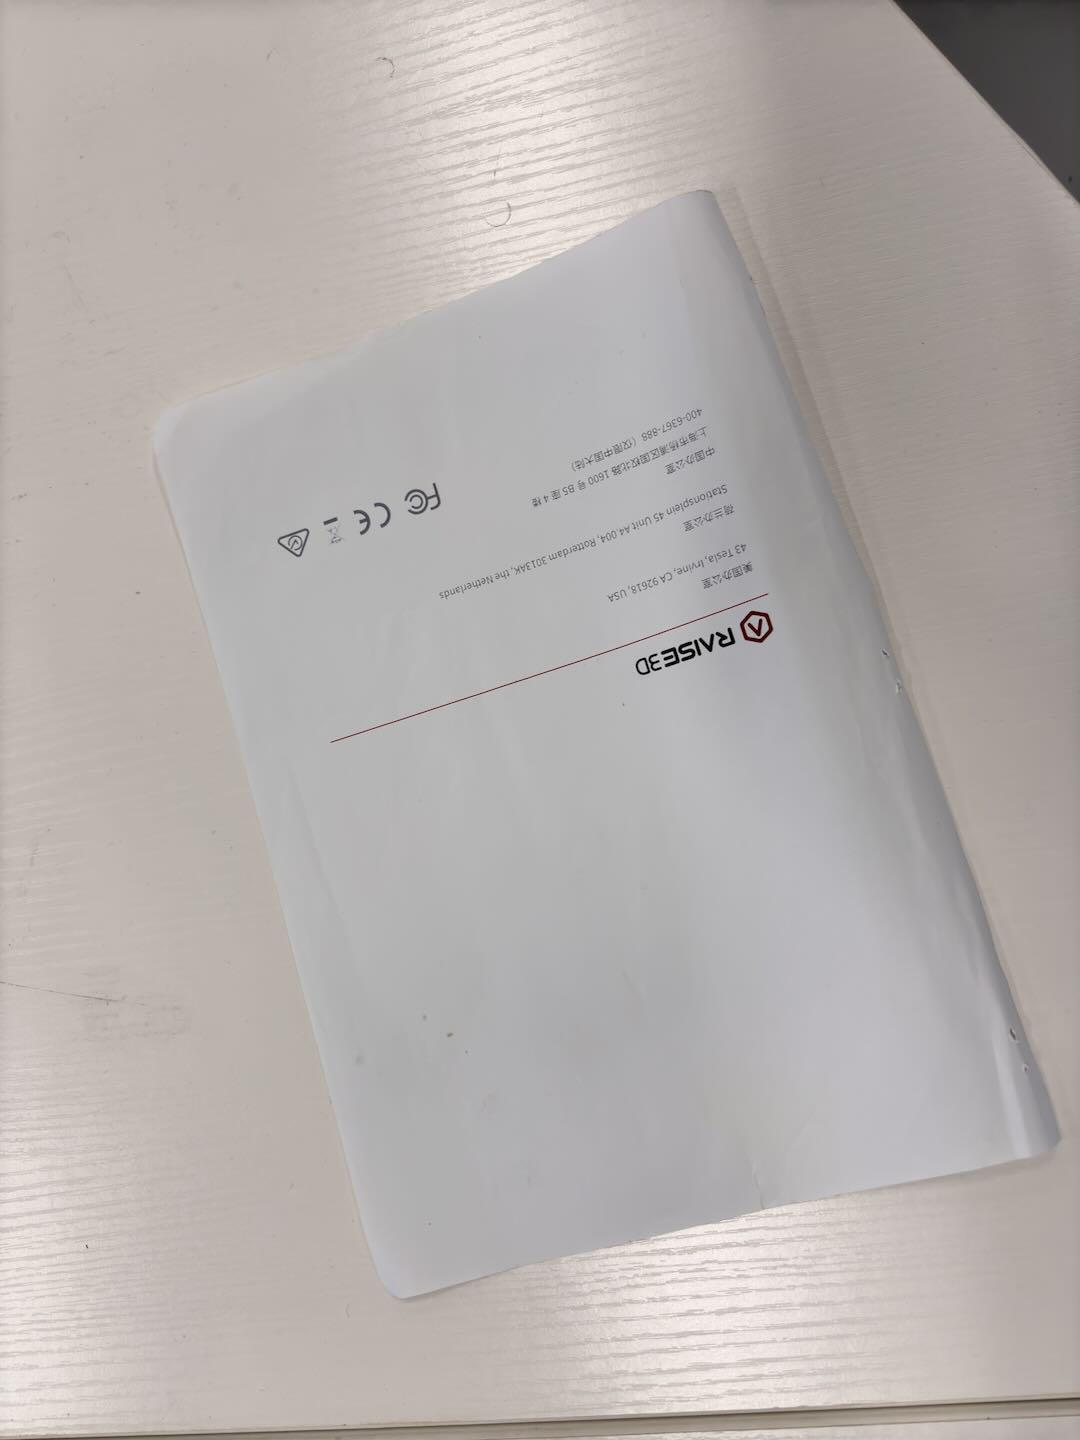 RAISE3D
美国办公室
43 Tesla, Irvine, CA 92618, USA
荷兰办公室
Stationsplein 45 Unit A4.004, Rotterdam 3013AK, the Netherlands
中国办公室
上海市杨浦区国权北路 1600 号 B5 座 4 楼
400-6367-888（仅限中国大陆）
FC CE